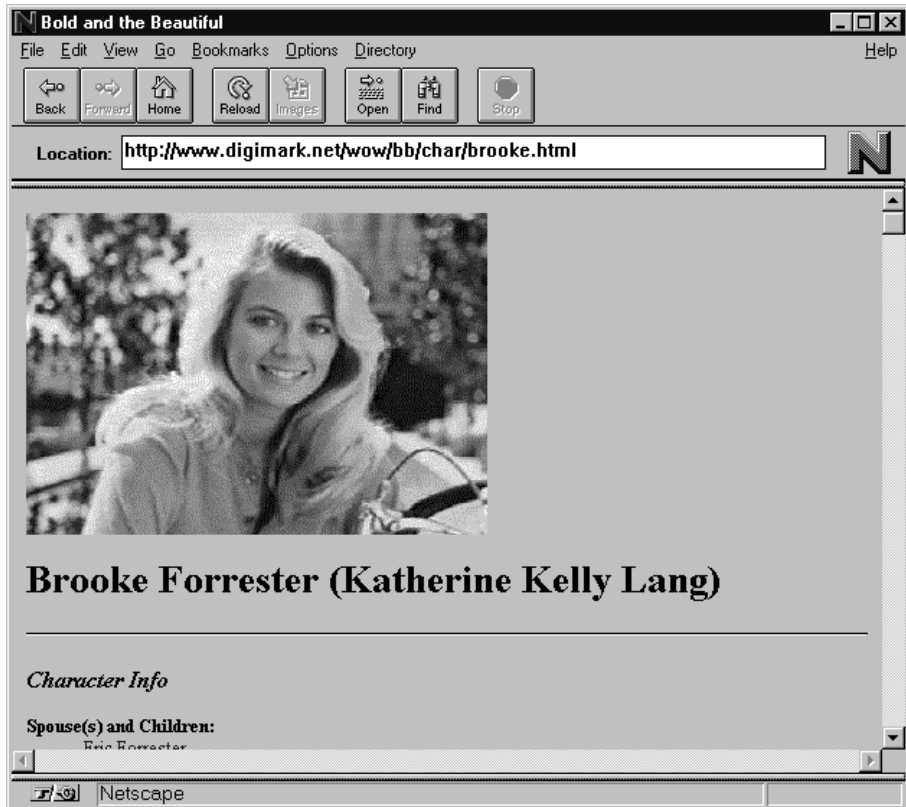 Bold and the Beautiful
File Edit View Go Bookmarks Options Directory Help
Back Forward Home Reload Images Open Find Stop
Location: http://www.digimark.net/wow/bb/char/brooke.html
N
Brooke Forrester (Katherine Kelly Lang)
Character Info
Spouse(s) and Children:
Eric Forrester
Netscape